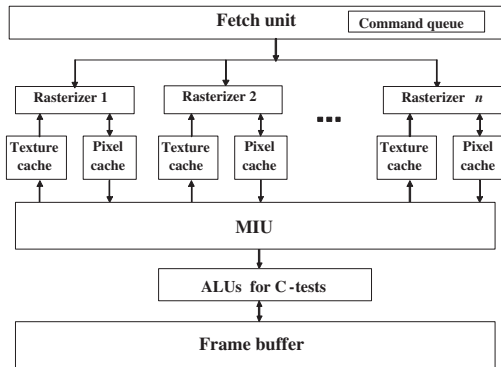 Fetch unit
Command queue
Rasterizer 1
Rasterizer 2
Rasterizer n
Texture cache
Pixel cache
Texture cache
Pixel cache
Texture cache
Pixel cache
MIU
ALUs for C-tests
Frame buffer